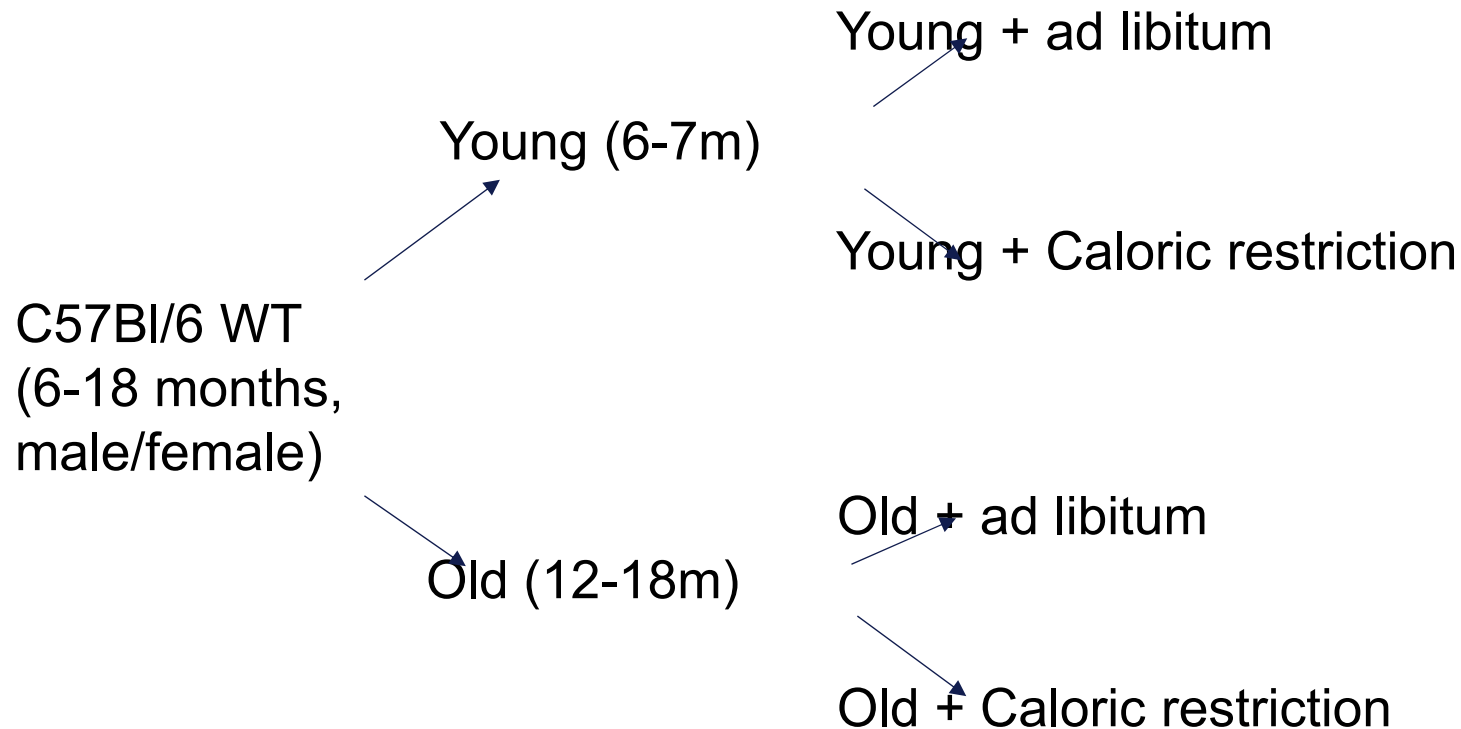 Young + ad libitum
Young (6-7m)
Young + Caloric restriction
C57Bl/6 WT
(6-18 months,
male/female)
Old + ad libitum
Old (12-18m)
Old + Caloric restriction